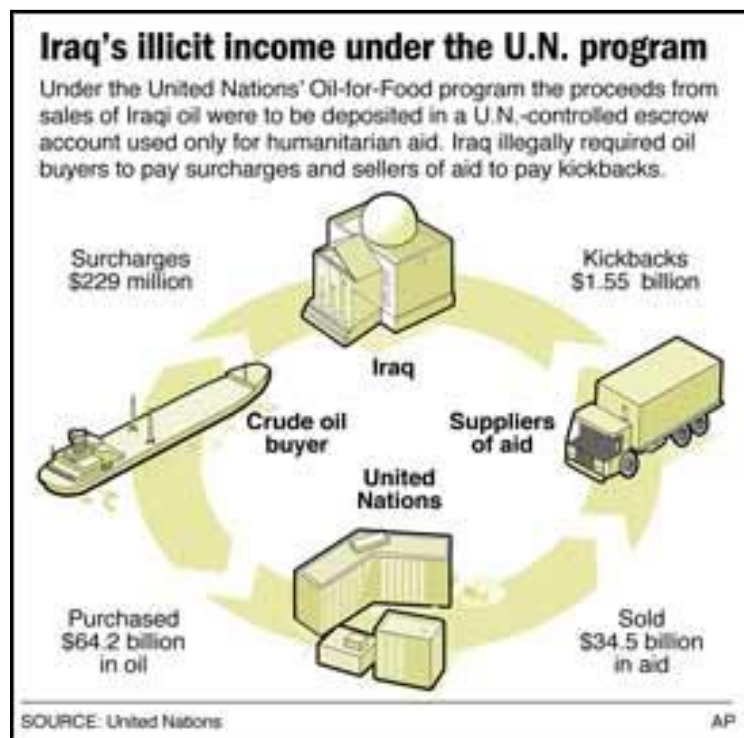 Iraq's illicit income under the U.N. program
Under the United Nations' Oil-for-Food program the proceeds from
sales of Iraqi oil were to be deposited in a U.N.-controlled escrow
account used only for humanitarian aid. Iraq illegally required oil
buyers to pay surcharges and sellers of aid to pay kickbacks.
Surcharges
$229 million
Kickbacks
$1.55 billion
Iraq
Crude oil
buyer
Suppliers
of aid
United
Nations
Purchased
$64.2 billion
in oil
Sold
$34.5 billion
in aid
SOURCE: United Nations
AP